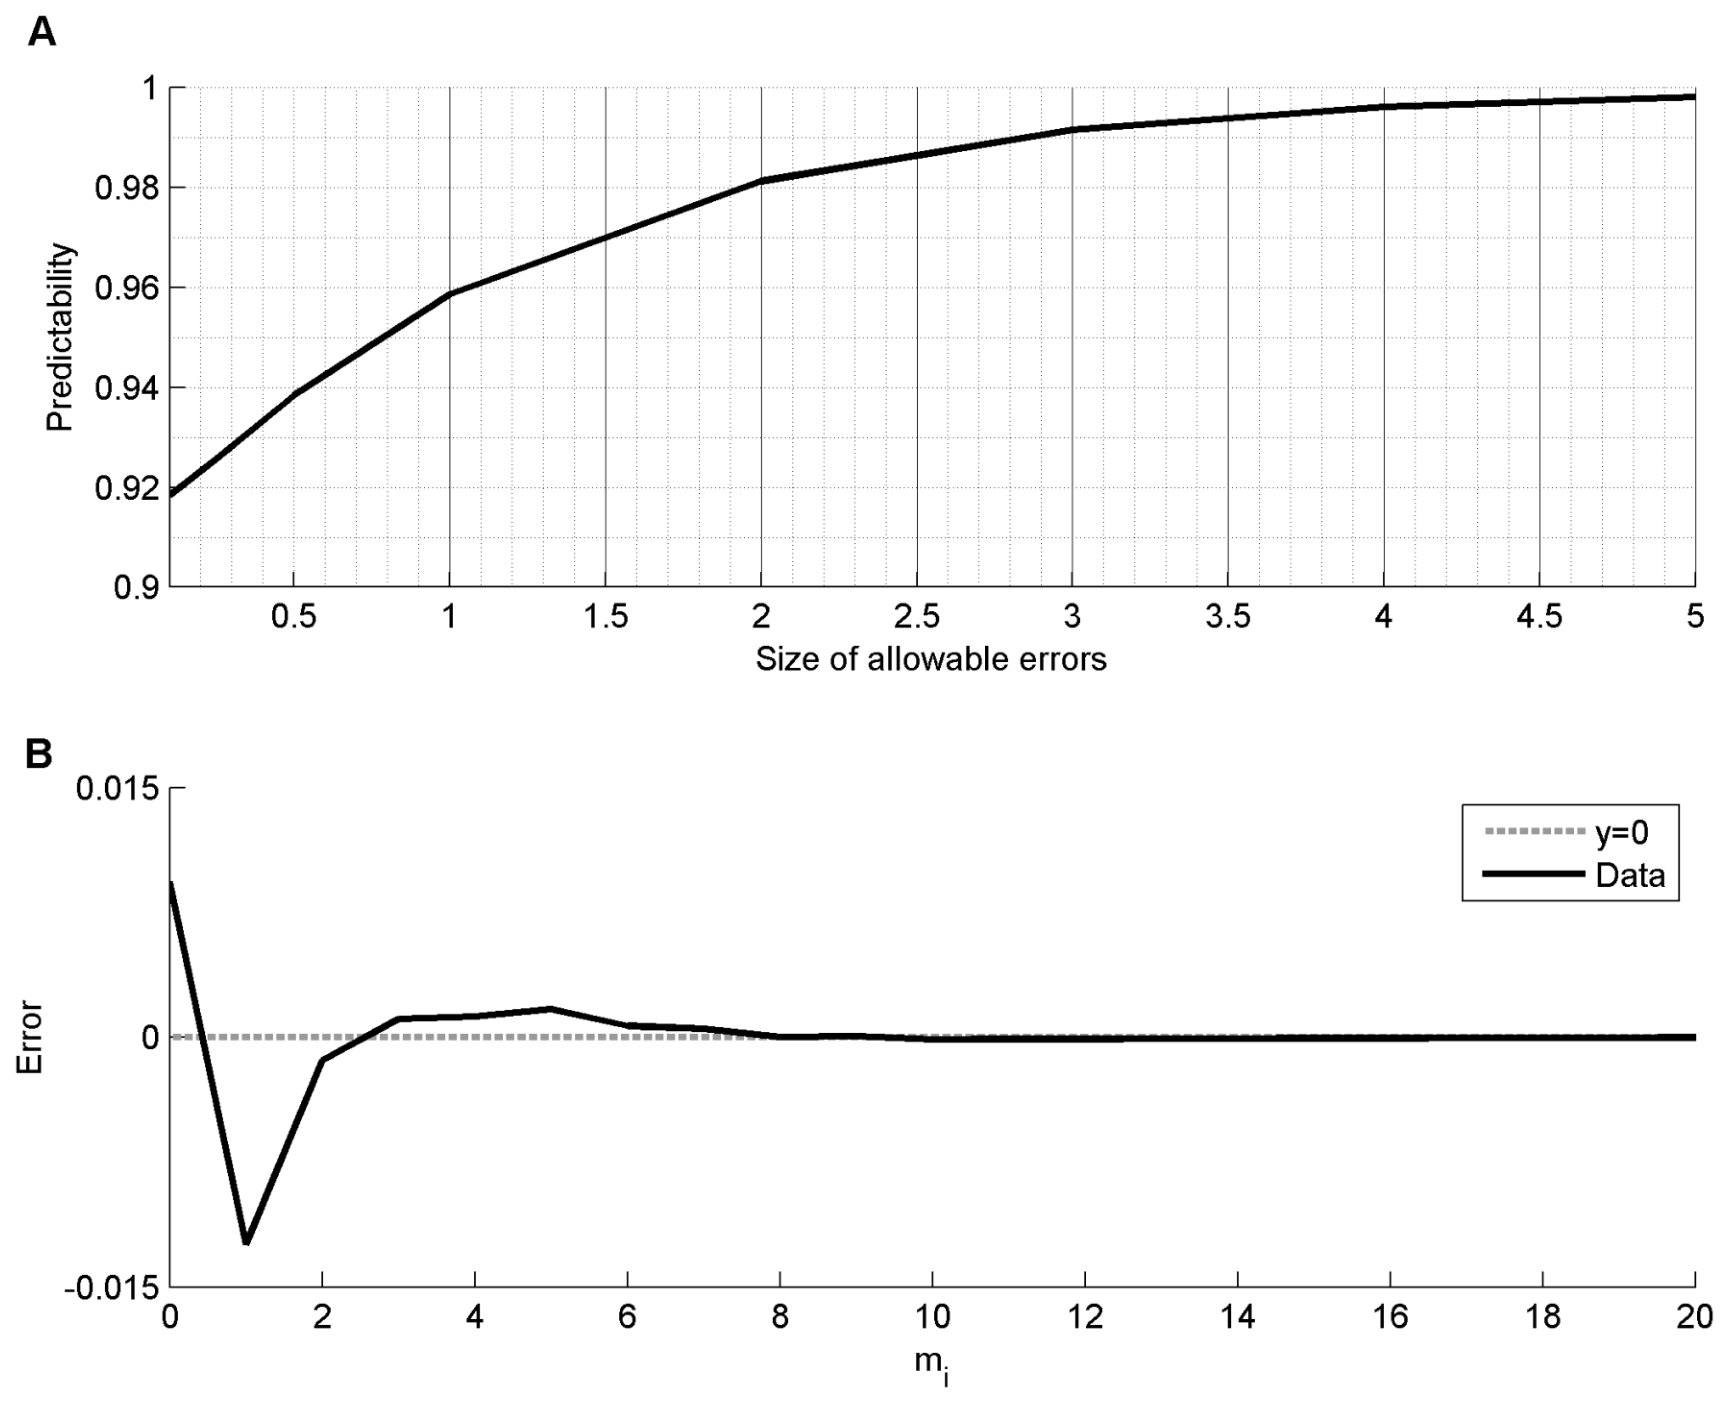 A
1
0.98
0.96
0.94
0.92
0.9
Predictability
0.5 1 1.5 2 2.5 3 3.5 4 4.5 5
Size of allowable errors
B
0.015
0
-0.015
Error
y=0
Data
0 2 4 6 8 10 12 14 16 18 20
m_i